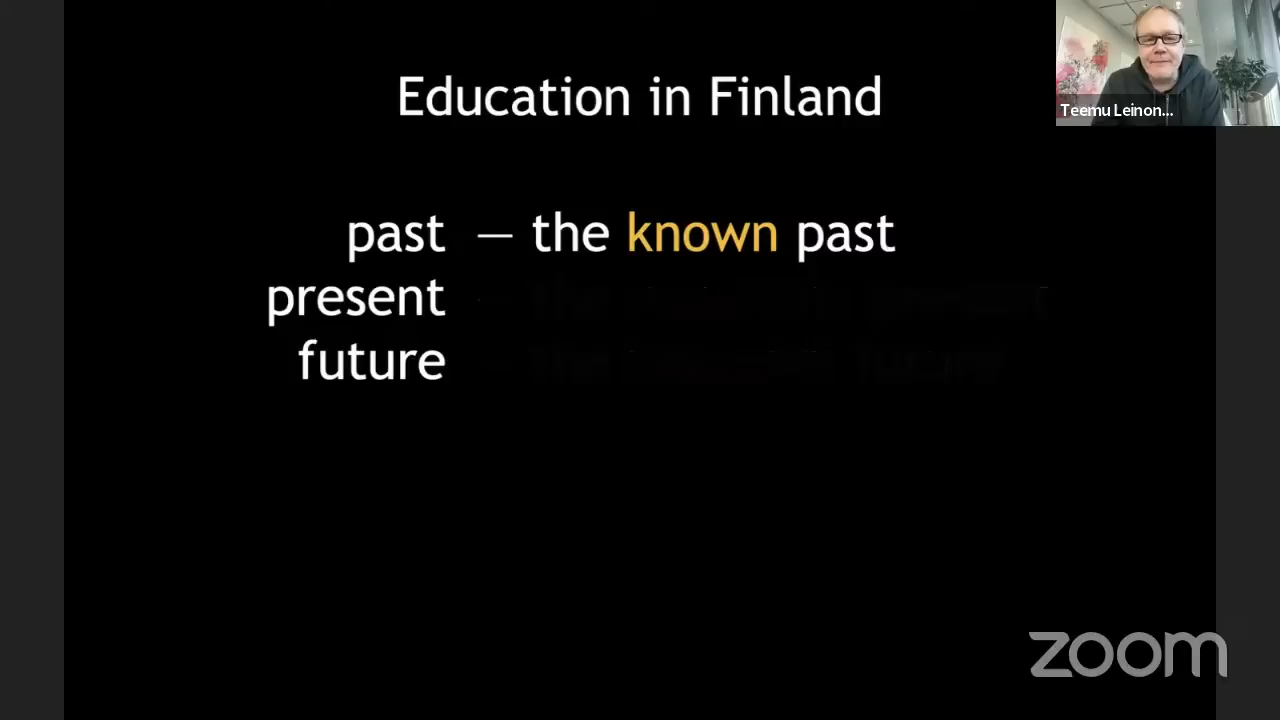 Education in Finland
Teemu Leinon...
past — the known past
present
future
zoom